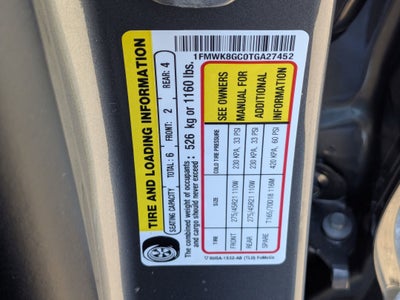 1FMWK8GC0TGA27452
TIRE AND LOADING INFORMATION
SEATING CAPACITY TOTAL: 6 FRONT: 2 REAR: 4
The combined weight of occupants
and cargo should never exceed : 526 kg or 1160 lbs.
SEE OWNERS
MANUAL FOR
ADDITIONAL
INFORMATION
SIZE COLD TIRE PRESSURE
FRONT 275/45R21 110W 230 KPA, 33 PSI
REAR 275/45R21 110W 230 KPA, 33 PSI
SPARE T165/70D18 116M 420 KPA, 60 PSI